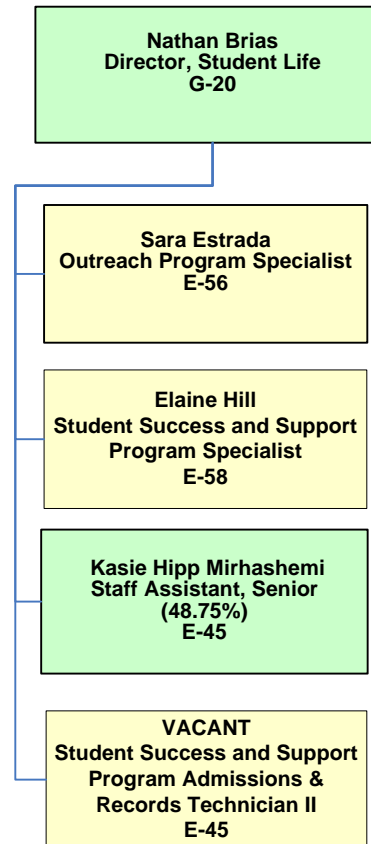 Nathan Brias
Director, Student Life
G-20
Sara Estrada
Outreach Program Specialist
E-56
Elaine Hill
Student Success and Support
Program Specialist
E-58
Kasie Hipp Mirhashemi
Staff Assistant, Senior
(48.75%)
E-45
VACANT
Student Success and Support
Program Admissions &
Records Technician II
E-45